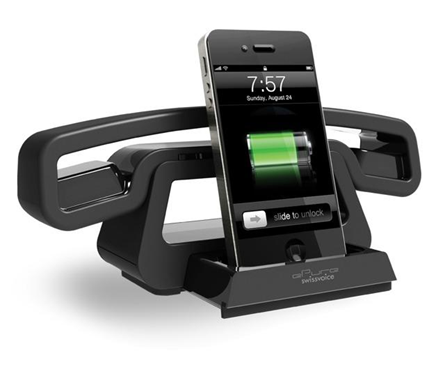 7:57
Sunday, August 24
slide to unlock
ePure
swissvoice